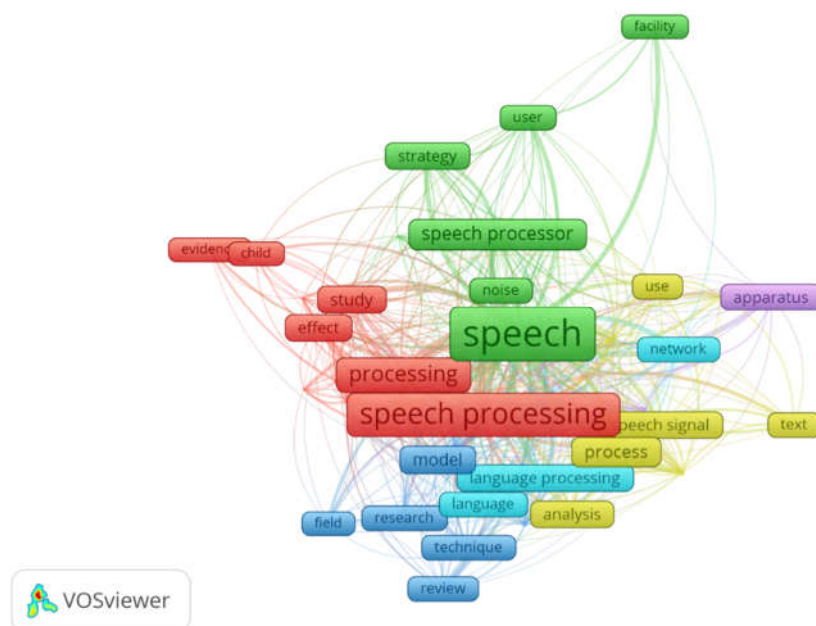 facility
user
strategy
speech processor
evidence
child
noise
use
study
apparatus
effect
speech
network
processing
speech processing
speech signal
text
process
model
language processing
language
analysis
research
field
technique
review
VOSviewer